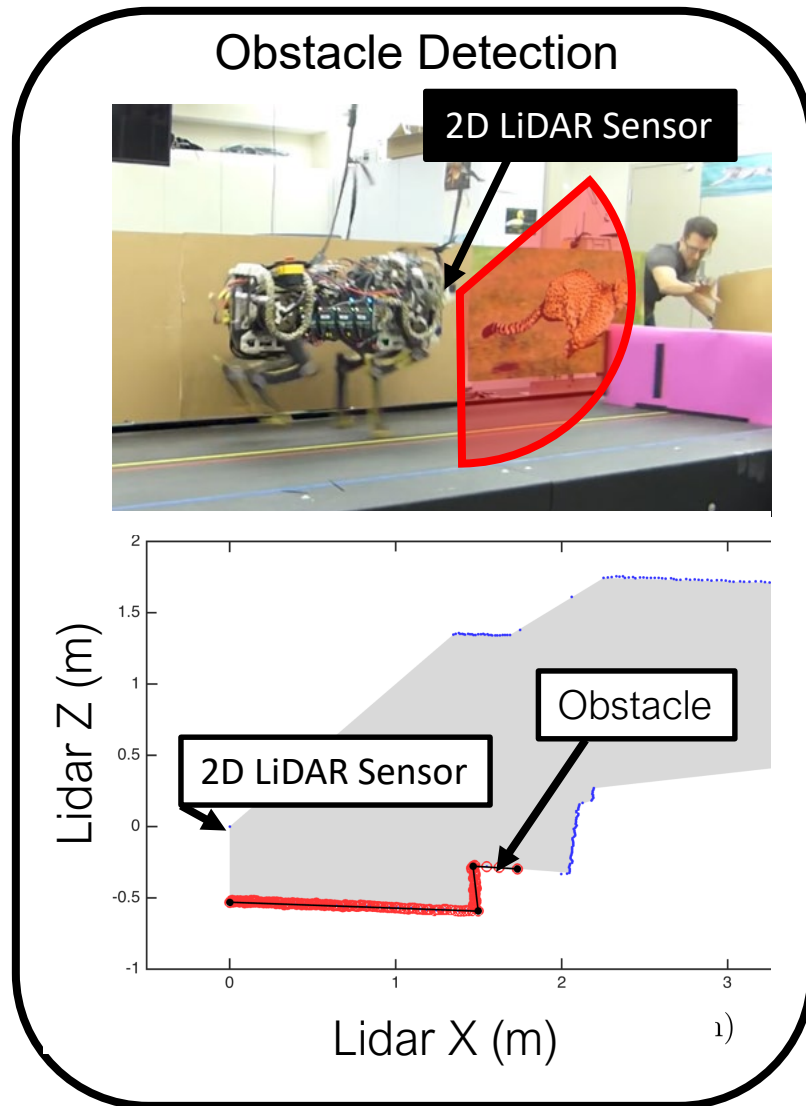 Obstacle Detection
2D LiDAR Sensor
2
1.5
1
0.5
0
-0.5
-1
Lidar Z (m)
Obstacle
2D LiDAR Sensor
0
1
2
3
Lidar X (m)
ı)